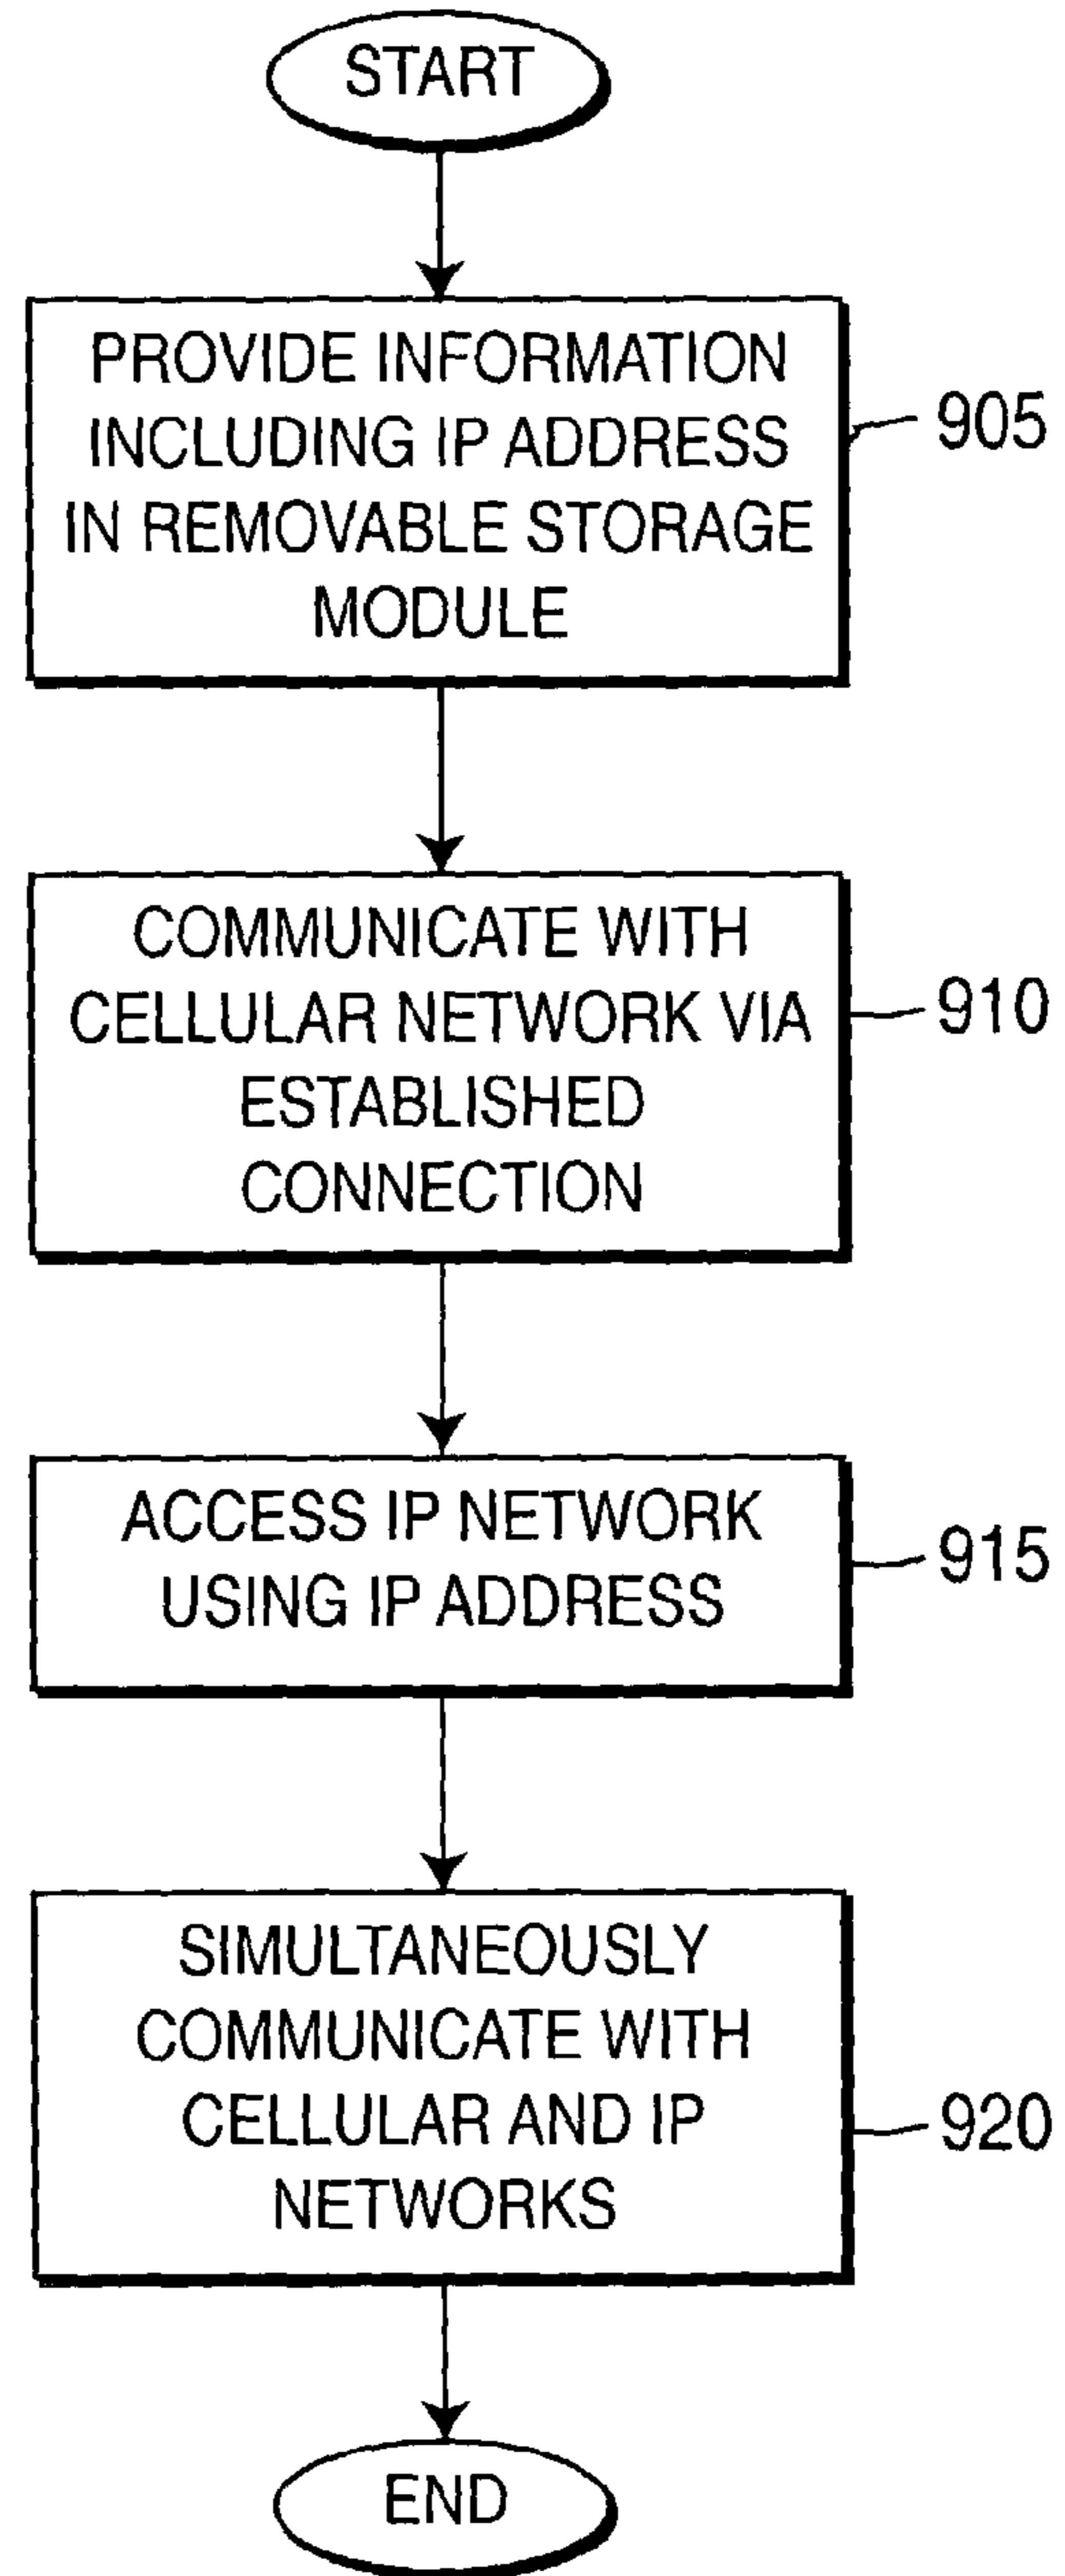 START
PROVIDE INFORMATION
INCLUDING IP ADDRESS
IN REMOVABLE STORAGE
MODULE
905
COMMUNICATE WITH
CELLULAR NETWORK VIA
ESTABLISHED
CONNECTION
910
ACCESS IP NETWORK
USING IP ADDRESS
915
SIMULTANEOUSLY
COMMUNICATE WITH
CELLULAR AND IP
NETWORKS
920
END